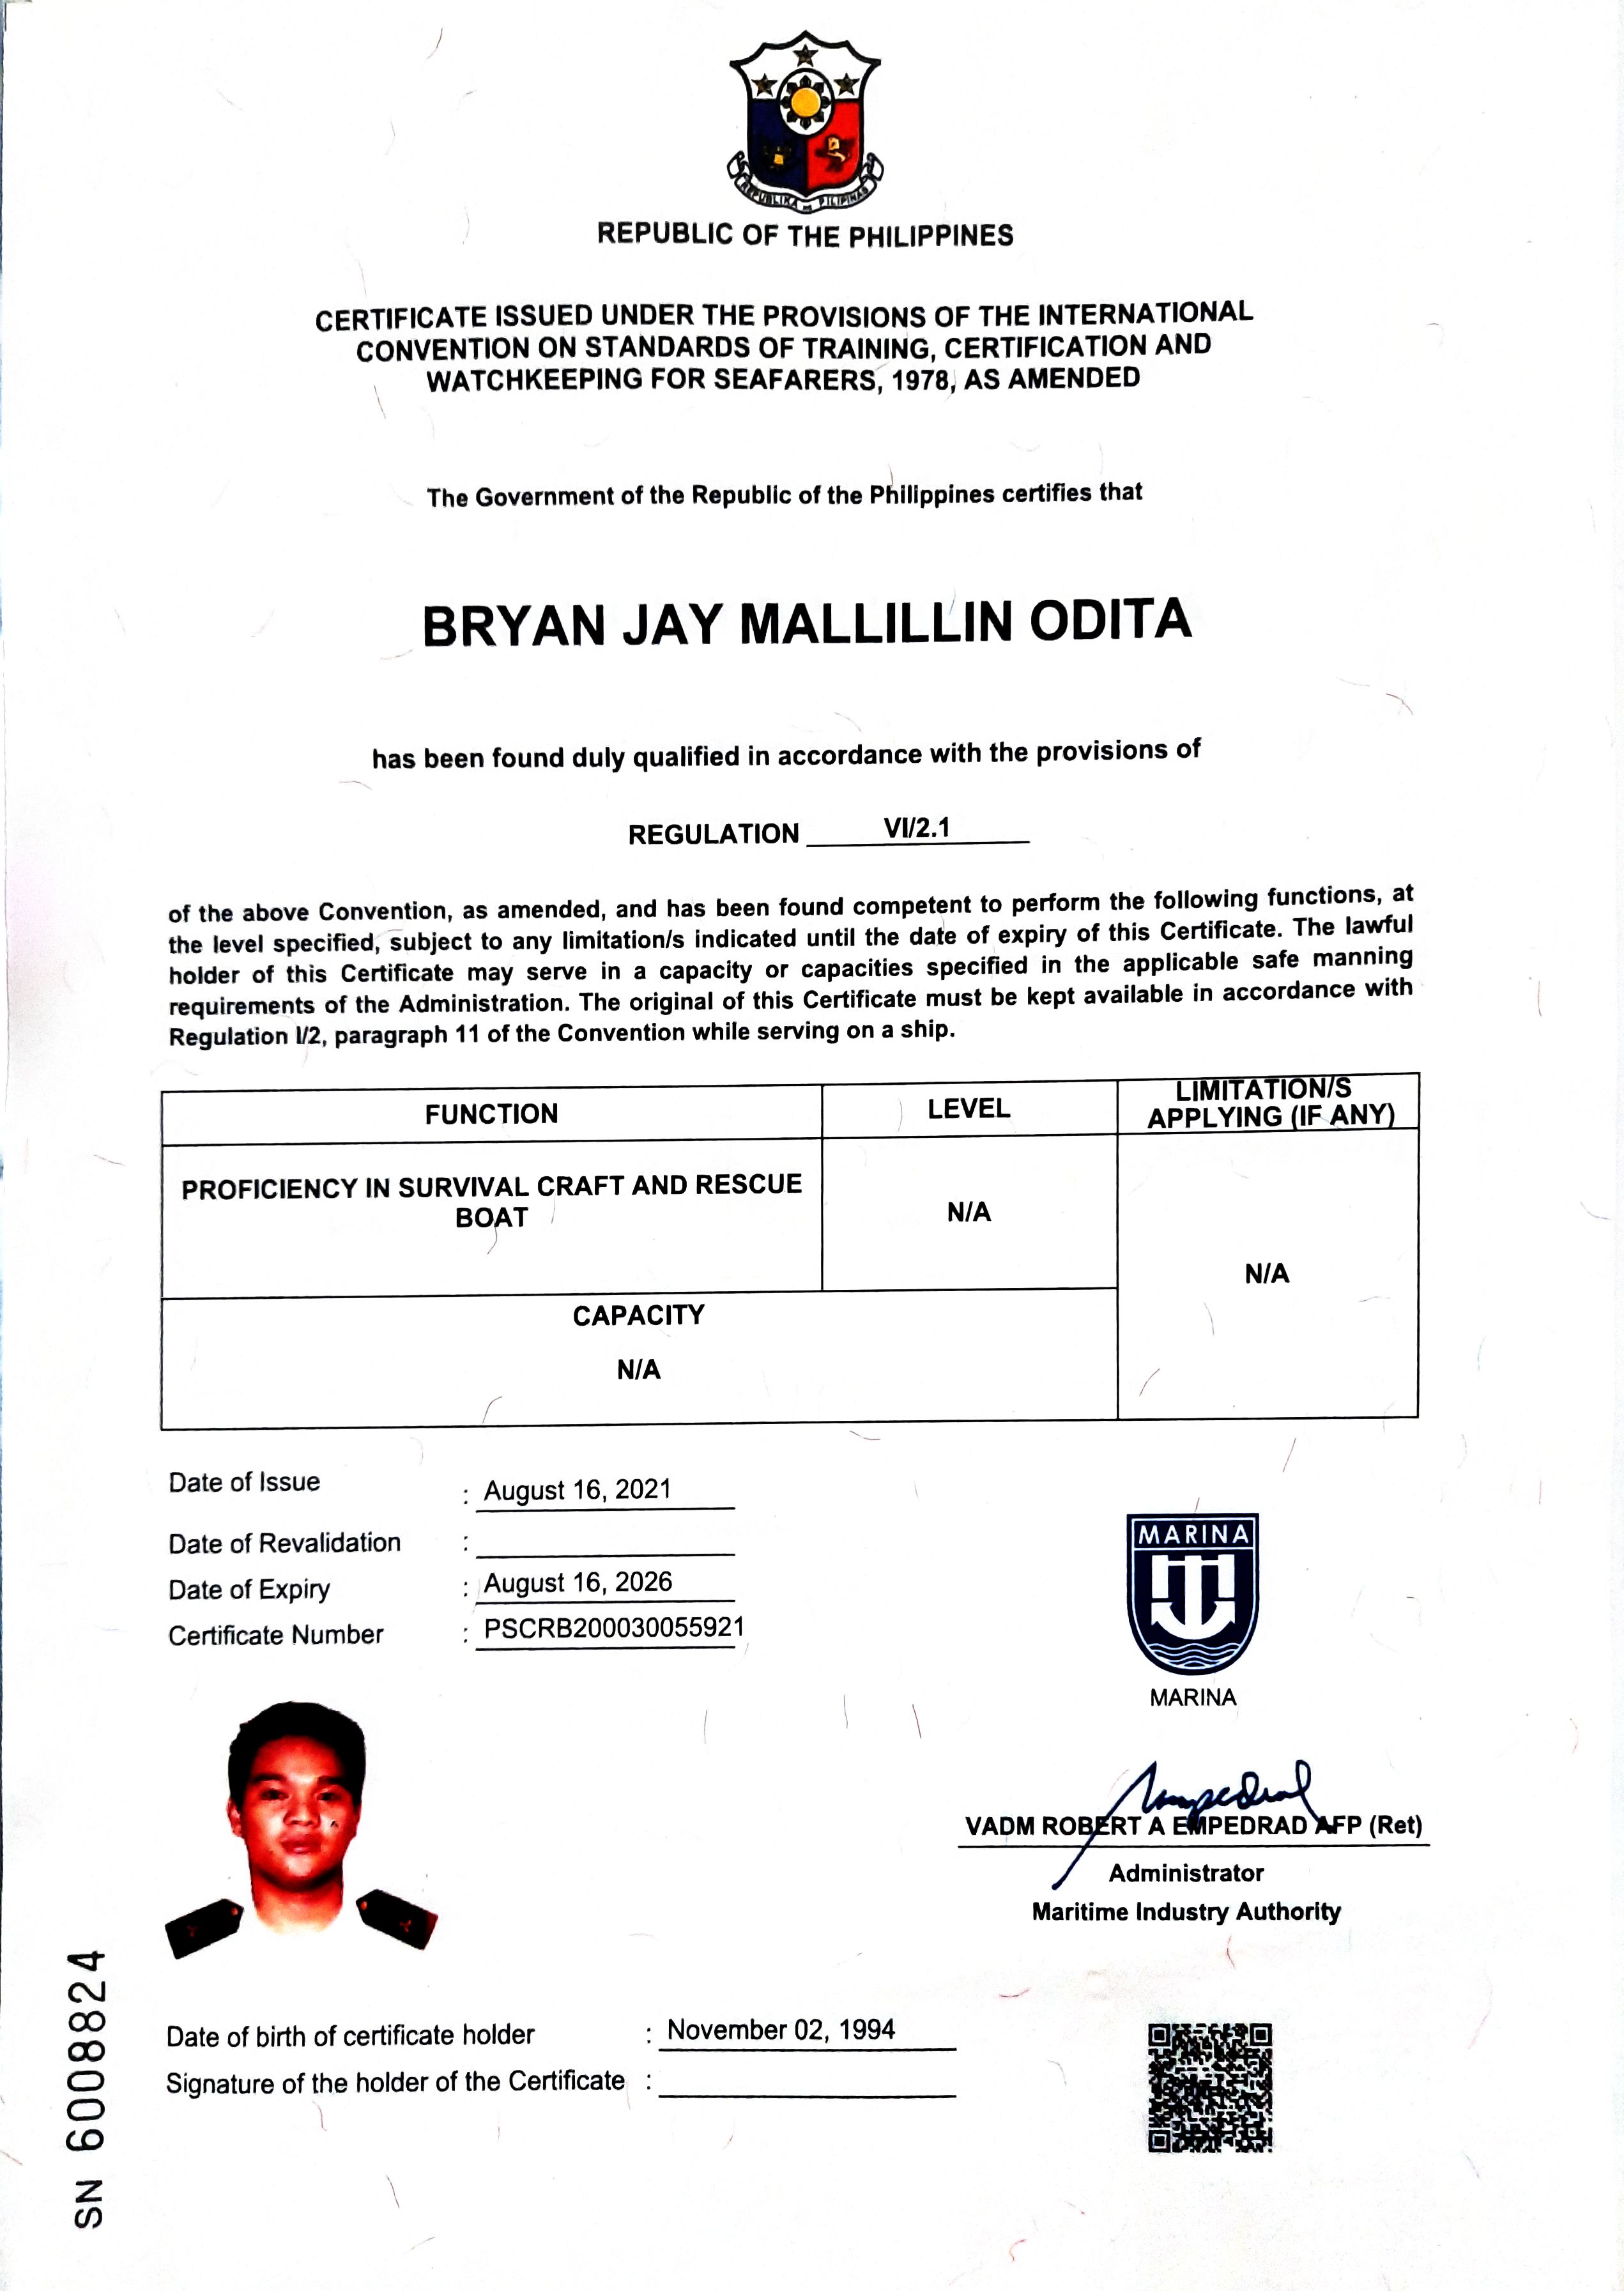 REPUBLIKA NG PILIPINAS
REPUBLIC OF THE PHILIPPINES
CERTIFICATE ISSUED UNDER THE PROVISIONS OF THE INTERNATIONAL
CONVENTION ON STANDARDS OF TRAINING, CERTIFICATION AND
WATCHKEEPING FOR SEAFARERS, 1978, AS AMENDED
The Government of the Republic of the Philippines certifies that
BRYAN JAY MALLILLIN ODITA
has been found duly qualified in accordance with the provisions of
REGULATION VI/2.1
of the above Convention, as amended, and has been found competent to perform the following functions, at
the level specified, subject to any limitation/s indicated until the date of expiry of this Certificate. The lawful
holder of this Certificate may serve in a capacity or capacities specified in the applicable safe manning
requirements of the Administration. The original of this Certificate must be kept available in accordance with
Regulation I/2, paragraph 11 of the Convention while serving on a ship.
FUNCTION LEVEL LIMITATION/S
APPLYING (IF ANY)
PROFICIENCY IN SURVIVAL CRAFT AND RESCUE
BOAT
N/A
N/A
CAPACITY
N/A
Date of Issue : August 16, 2021
Date of Revalidation :
Date of Expiry : August 16, 2026
Certificate Number : PSCRB200030055921
MARINA
MARINA
VADM ROBERT A EMPEDRAD AFP (Ret)
Administrator
Maritime Industry Authority
Date of birth of certificate holder : November 02, 1994
Signature of the holder of the Certificate :
SN 6008824